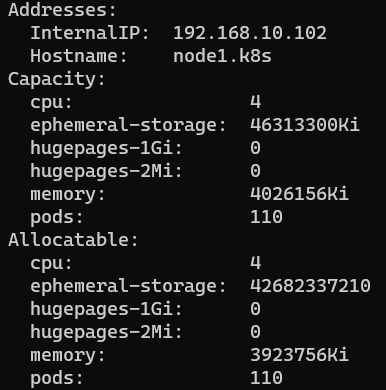 Addresses:
  InternalIP:  192.168.10.102
  Hostname:    node1.k8s
Capacity:
  cpu:                4
  ephemeral-storage:  46313300Ki
  hugepages-1Gi:      0
  hugepages-2Mi:      0
  memory:             4026156Ki
  pods:               110
Allocatable:
  cpu:                4
  ephemeral-storage:  42682337210
  hugepages-1Gi:      0
  hugepages-2Mi:      0
  memory:             3923756Ki
  pods:               110